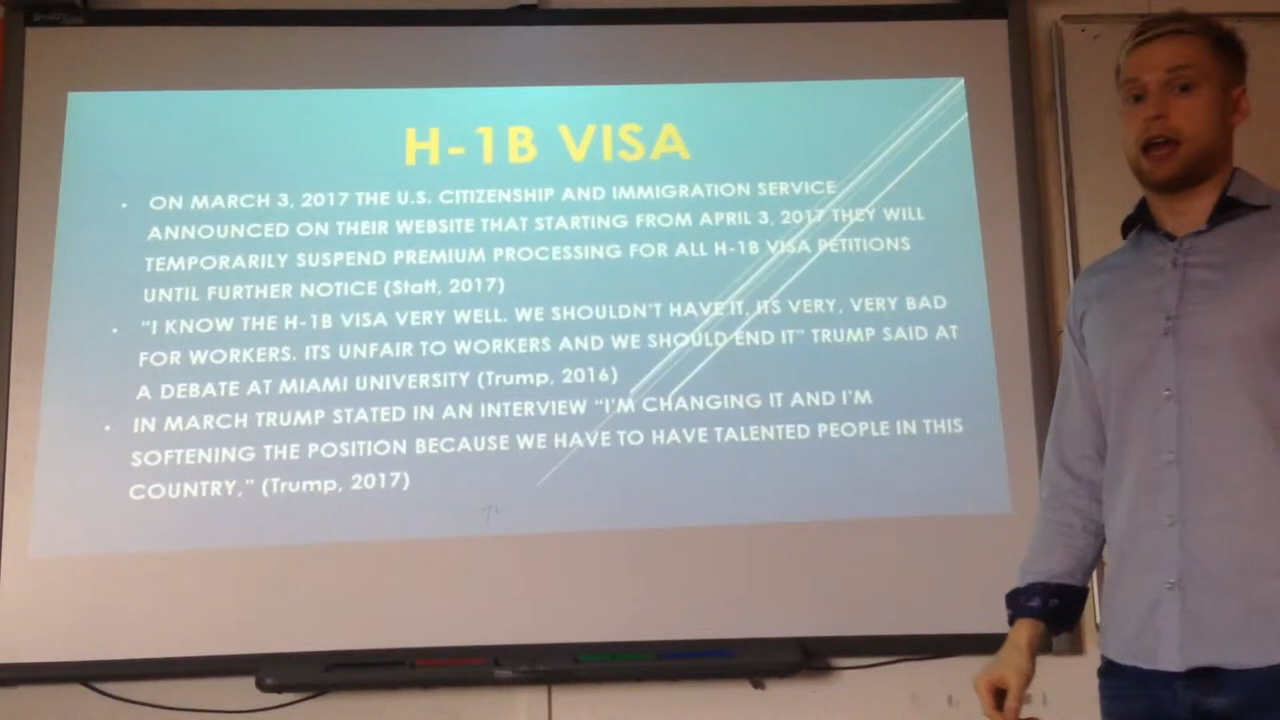 H-1B VISA
• ON MARCH 3, 2017 THE U.S. CITIZENSHIP AND IMMIGRATION SERVICE
ANNOUNCED ON THEIR WEBSITE THAT STARTING FROM APRIL 3, 2017 THEY WILL
TEMPORARILY SUSPEND PREMIUM PROCESSING FOR ALL H-1B VISA PETITIONS
UNTIL FURTHER NOTICE (Staff, 2017)
• "I KNOW THE H-1B VISA VERY WELL. WE SHOULDN'T HAVE IT, ITS VERY, VERY BAD
FOR WORKERS. ITS UNFAIR TO WORKERS AND WE SHOULD END IT" TRUMP SAID AT
A DEBATE AT MIAMI UNIVERSITY (Trump, 2016)
• IN MARCH TRUMP STATED IN AN INTERVIEW "I'M CHANGING IT AND I'M
SOFTENING THE POSITION BECAUSE WE HAVE TO HAVE TALENTED PEOPLE IN THIS
COUNTRY," (Trump, 2017)